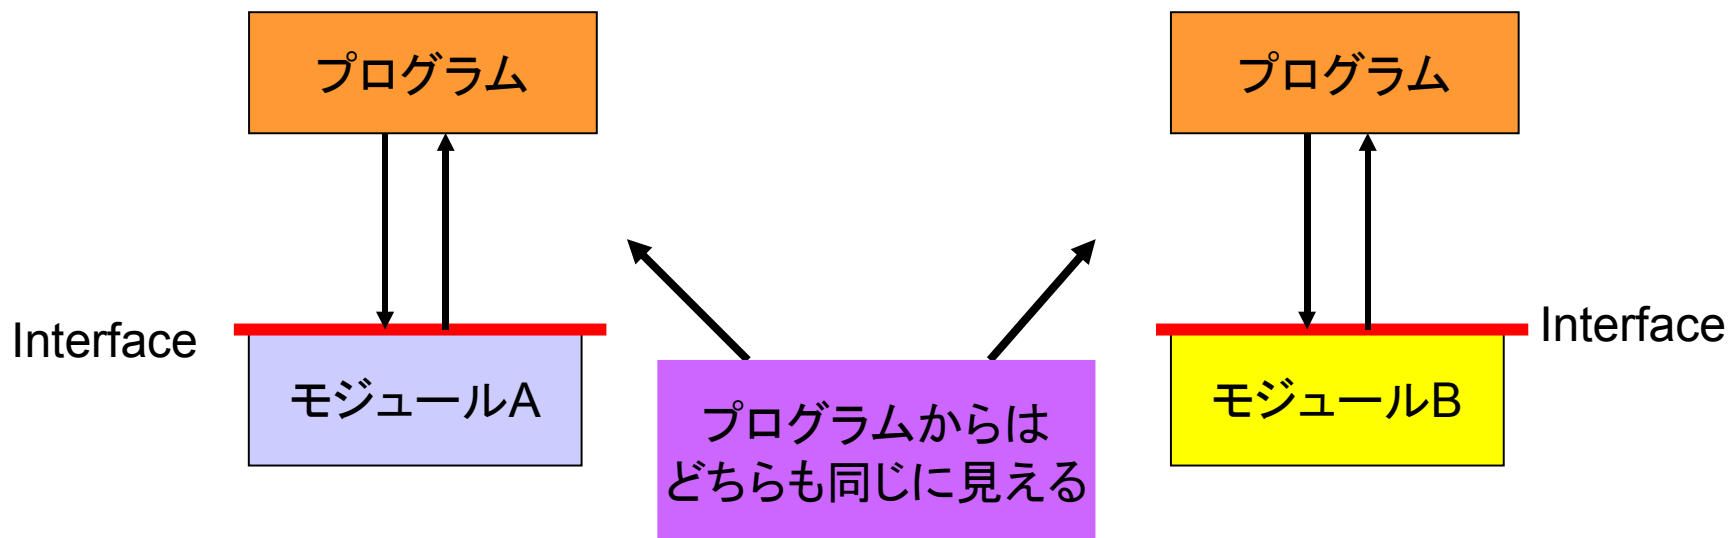 プログラム
プログラム
Interface
Interface
モジュールA
モジュールB
プログラムからは
どちらも同じに見える